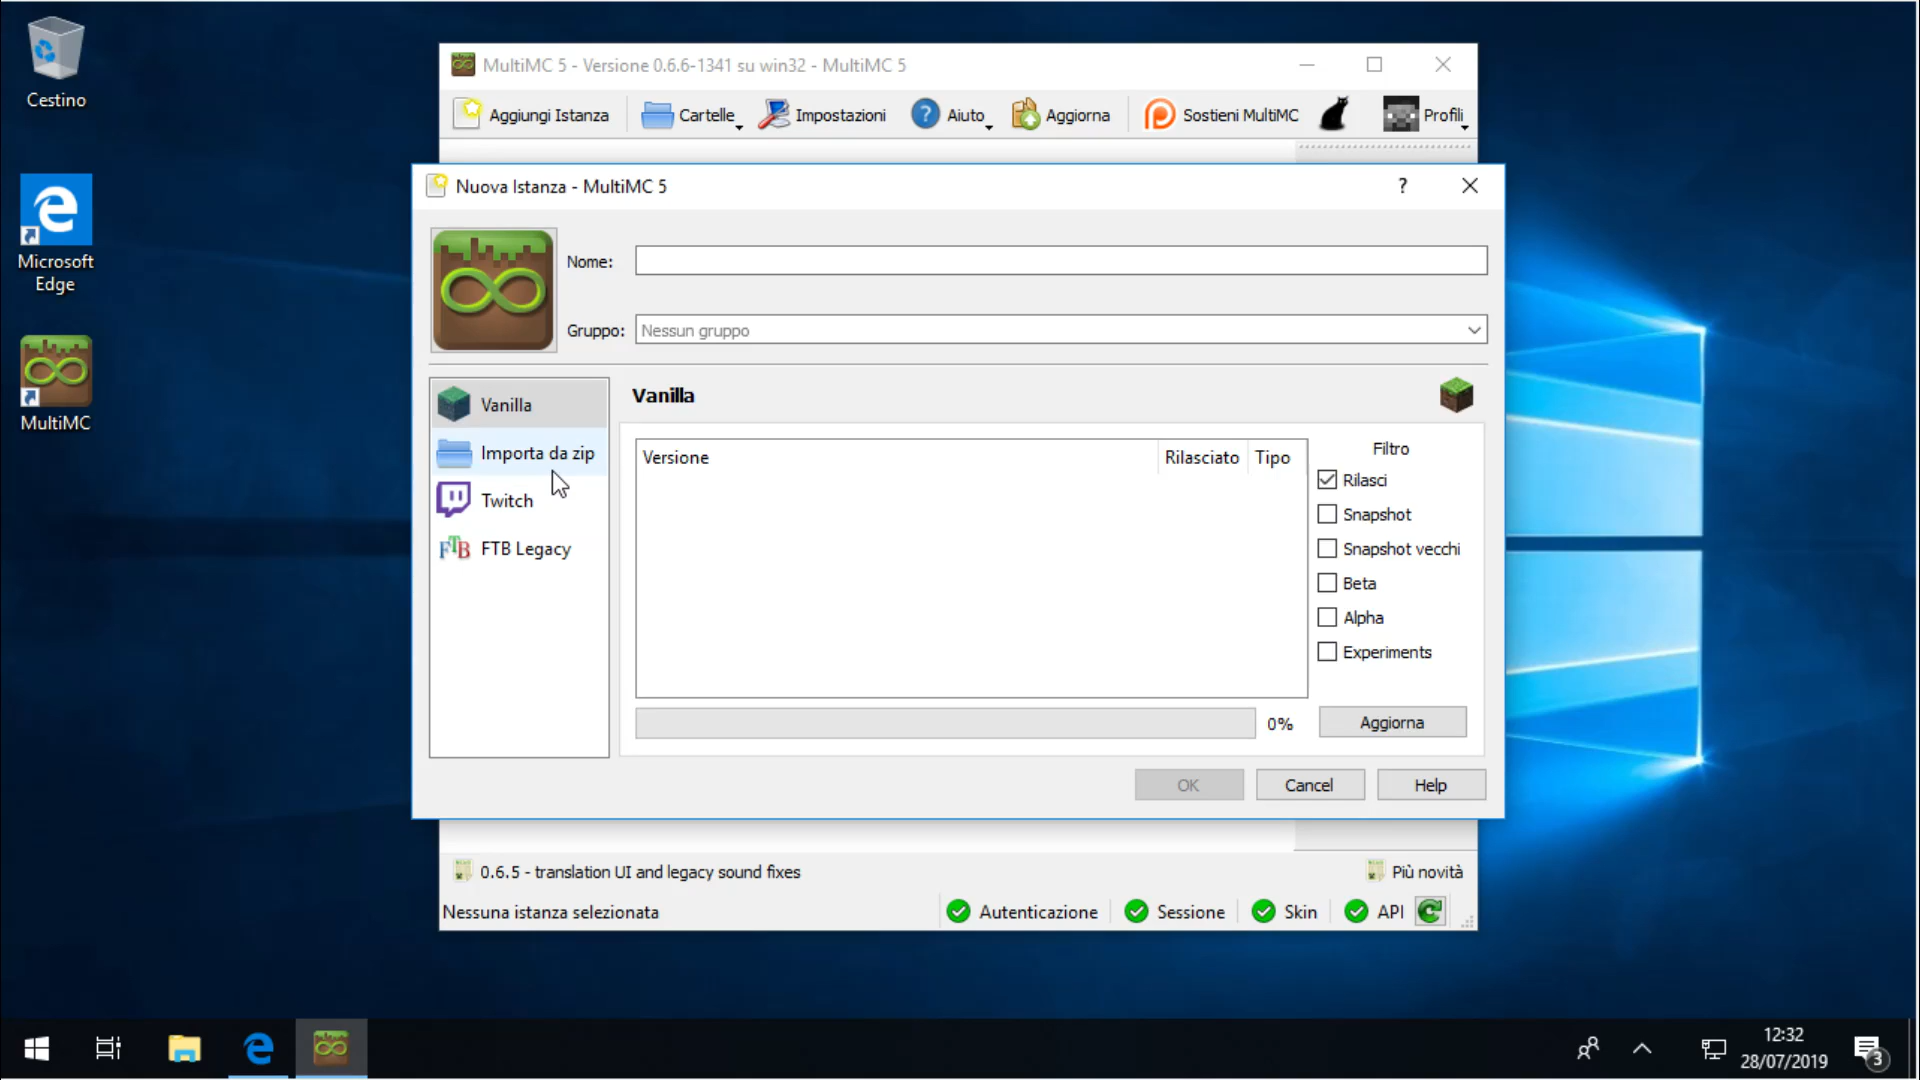 Cestino
Microsoft
Edge
MultiMC
MultiMC 5 - Versione 0.6.6-1341 su win32 - MultiMC 5
Aggiungi Istanza Cartelle Impostazioni Aiuto Aggiorna Sostieni MultiMC Profili
Nuova Istanza - MultiMC 5
?
Nome:
Gruppo: Nessun gruppo
Vanilla
Importa da zip
Twitch
FTB FTB Legacy
Vanilla
Versione Rilasciato Tipo
Filtro
Rilasci
Snapshot
Snapshot vecchi
Beta
Alpha
Experiments
0% Aggiorna
OK Cancel Help
0.6.5 - translation UI and legacy sound fixes Più novità
Nessuna istanza selezionata Autenticazione Sessione Skin API
12:32
28/07/2019
3